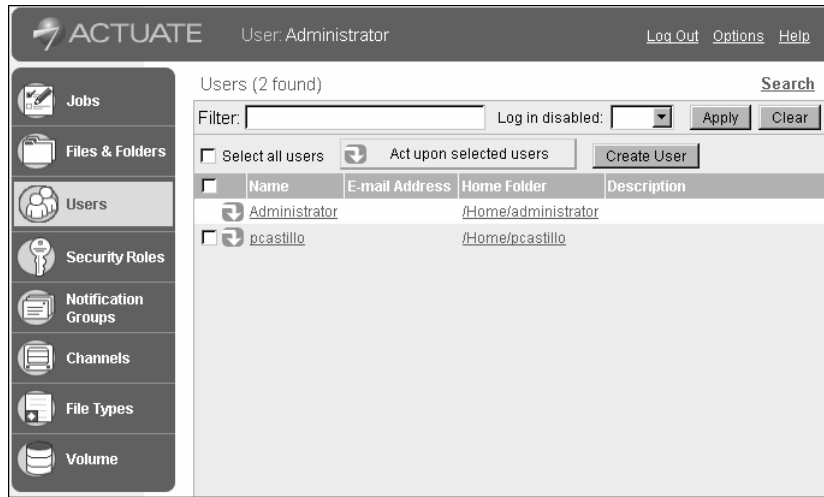 ACTUATE User: Administrator Log Out Options Help
Jobs
Files & Folders
Users
Security Roles
Notification
Groups
Channels
File Types
Volume
Users (2 found) Search
Filter: Log in disabled: Apply Clear
Select all users Act upon selected users Create User
Name E-mail Address Home Folder Description
Administrator /Home/administrator
pcastillo /Home/pcastillo